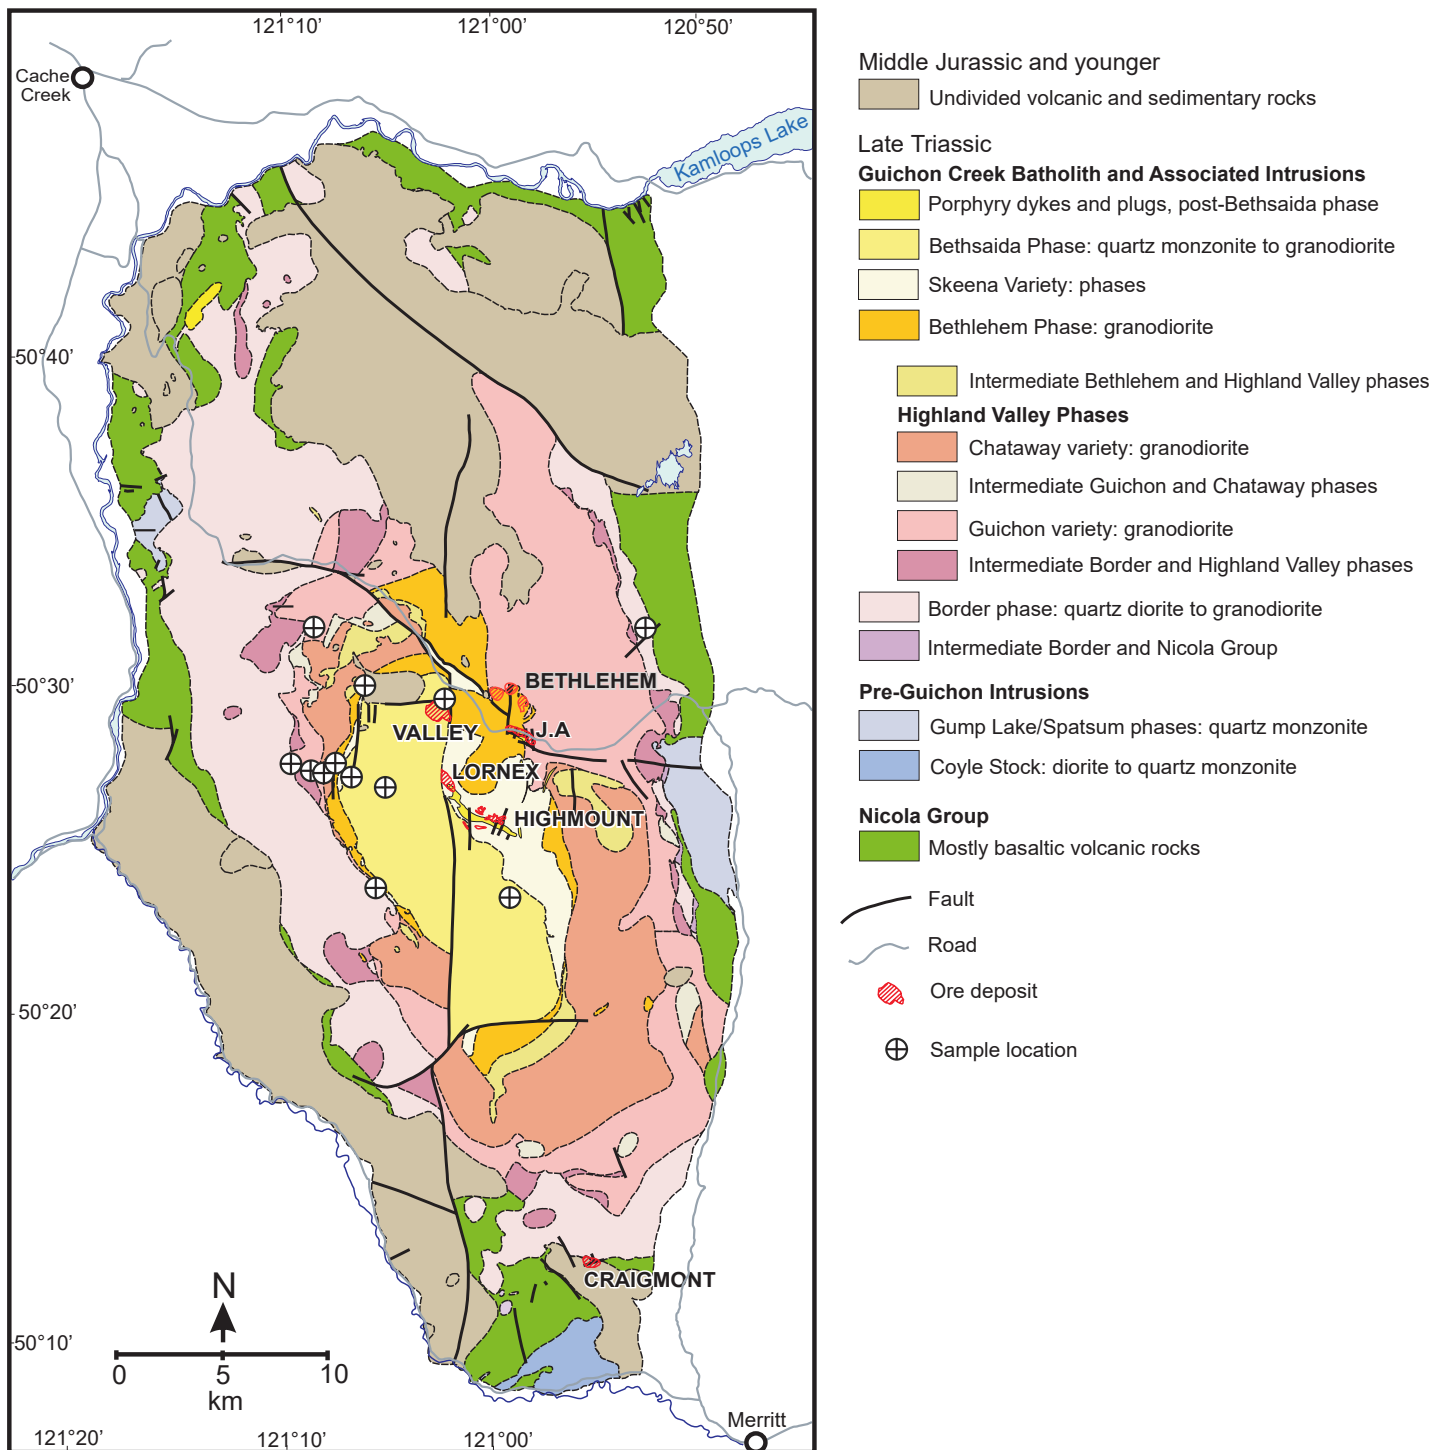 121°10'
121°00'
120°50'
Cache
Creek
Kamloops Lake
50°40'
50°30'
50°20'
50°10'
BETHLEHEM
VALLEY
J.A
LORNEX
HIGHMOUNT
CRAIGMONT
N
0
5
10
km
Merritt
121°20'
121°10'
121°00'
Middle Jurassic and younger
Undivided volcanic and sedimentary rocks
Late Triassic
Guichon Creek Batholith and Associated Intrusions
Porphyry dykes and plugs, post-Bethsaida phase
Bethsaida Phase: quartz monzonite to granodiorite
Skeena Variety: phases
Bethlehem Phase: granodiorite
Intermediate Bethlehem and Highland Valley phases
Highland Valley Phases
Chataway variety: granodiorite
Intermediate Guichon and Chataway phases
Guichon variety: granodiorite
Intermediate Border and Highland Valley phases
Border phase: quartz diorite to granodiorite
Intermediate Border and Nicola Group
Pre-Guichon Intrusions
Gump Lake/Spatsum phases: quartz monzonite
Coyle Stock: diorite to quartz monzonite
Nicola Group
Mostly basaltic volcanic rocks
Fault
Road
Ore deposit
Sample location